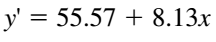 y' = 55.57 + 8.13x